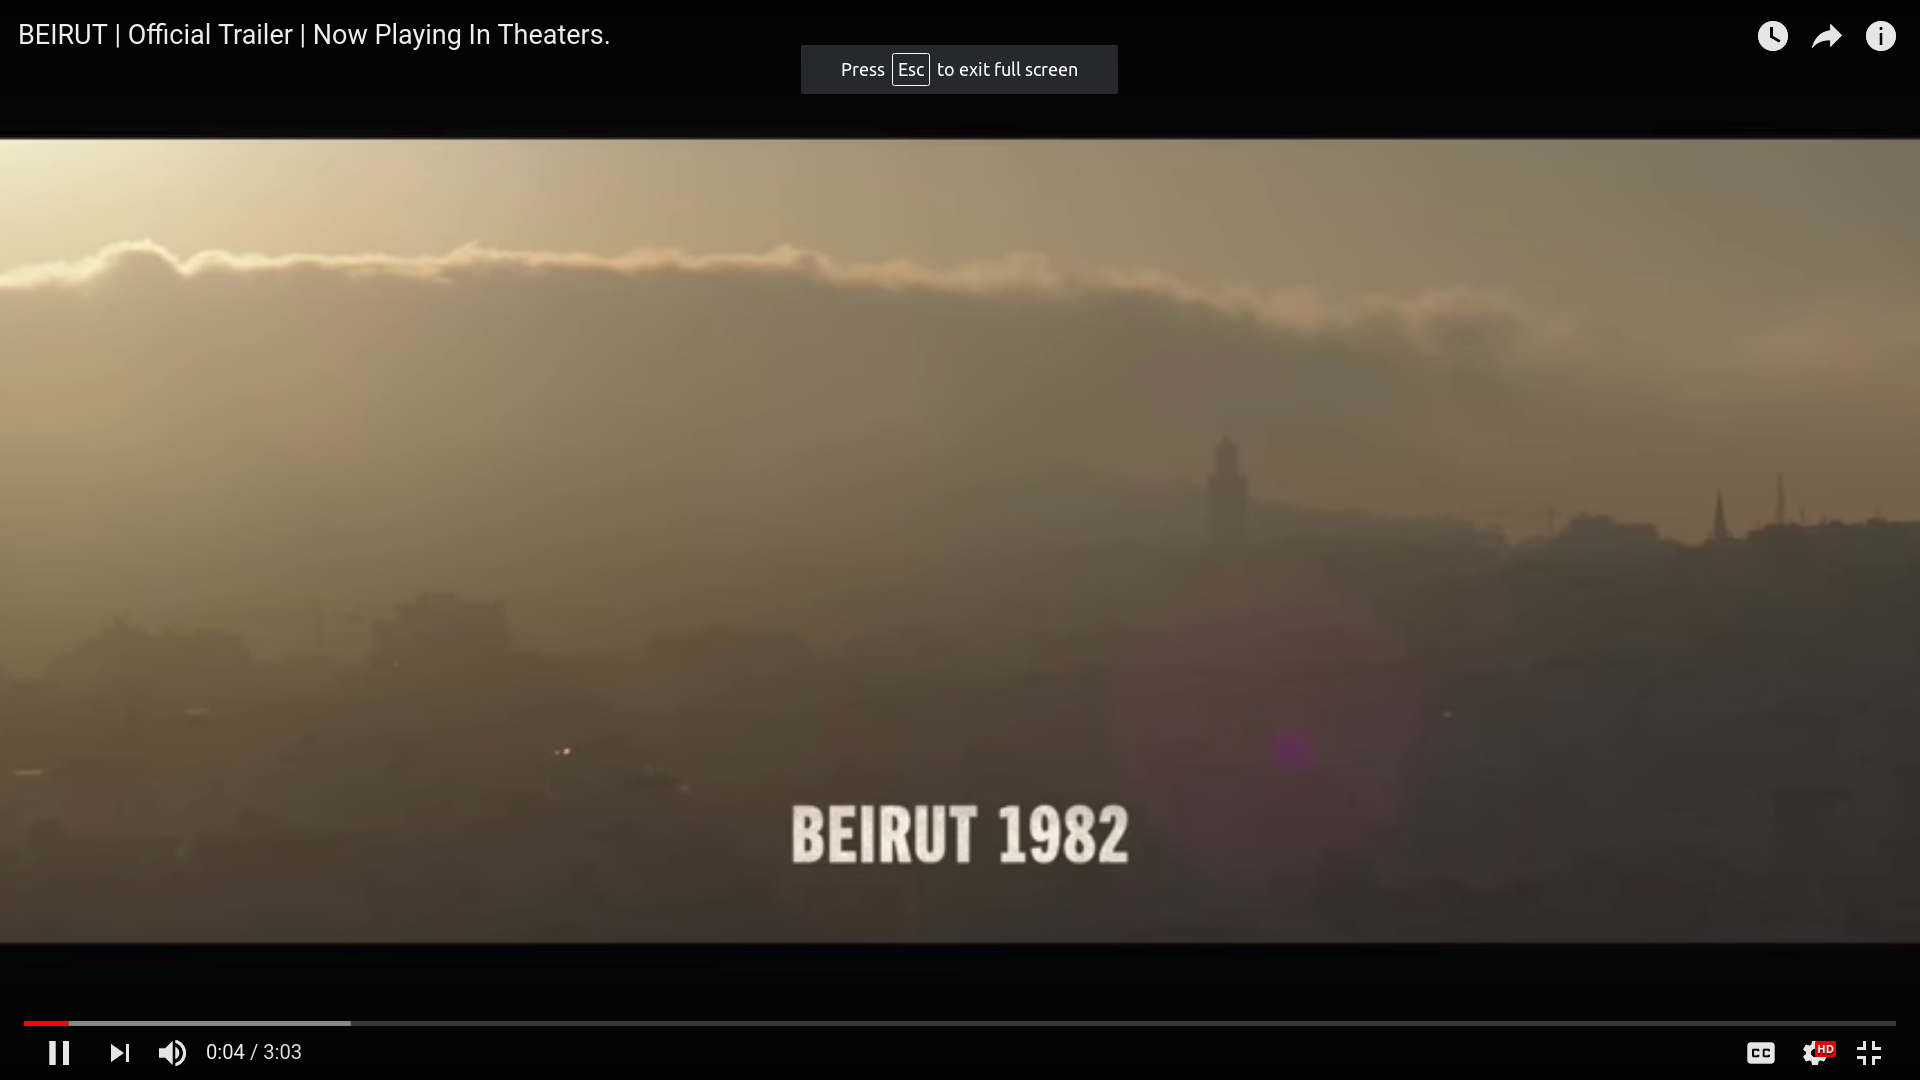 BEIRUT | Official Trailer | Now Playing In Theaters.
Press Esc to exit full screen
BEIRUT 1982
0:04 / 3:03
CC
HD